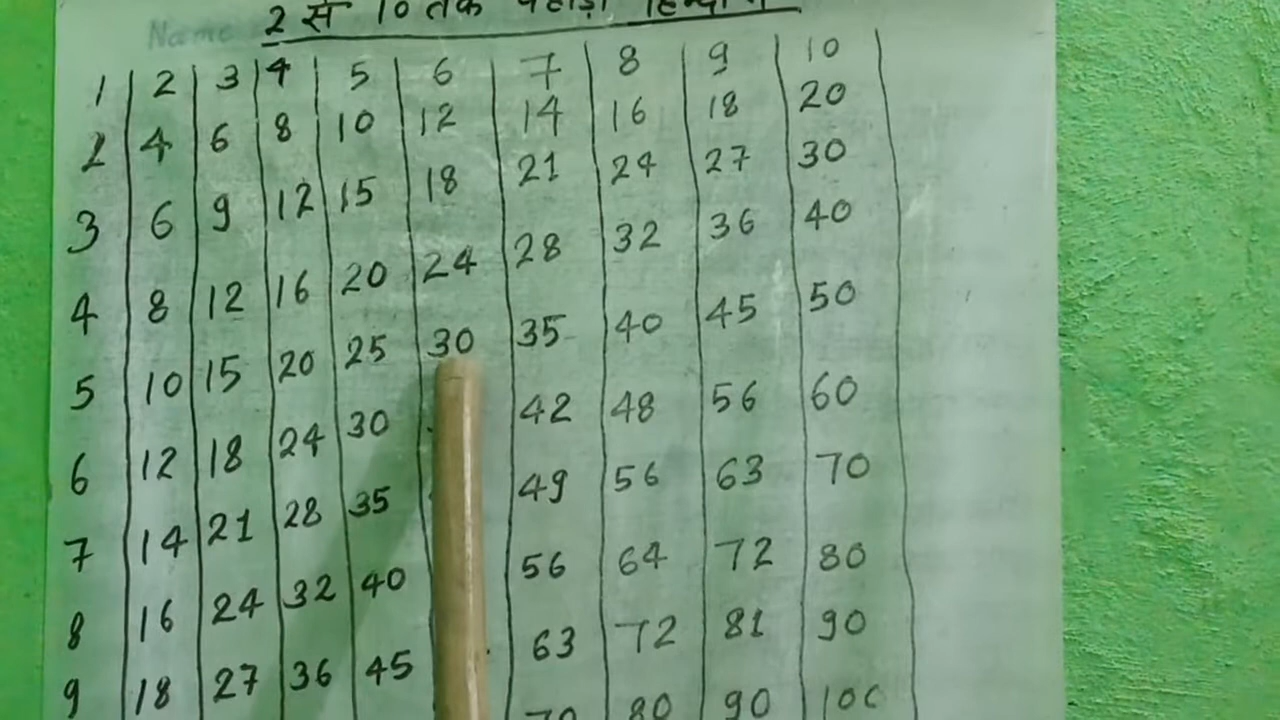 Name
2 से 10 तक पहाड़ा हिन्दी में
1 2 3 4 5 6 7 8 9 10
2 4 6 8 10 12 14 16 18 20
3 6 9 12 15 18 21 24 27 30
4 8 12 16 20 24 28 32 36 40
5 10 15 20 25 30 35 40 45 50
6 12 18 24 30 42 48 56 60
7 14 21 28 35 49 56 63 70
8 16 24 32 40 56 64 72 80
9 18 27 36 45 63 72 81 90
70 80 90 100